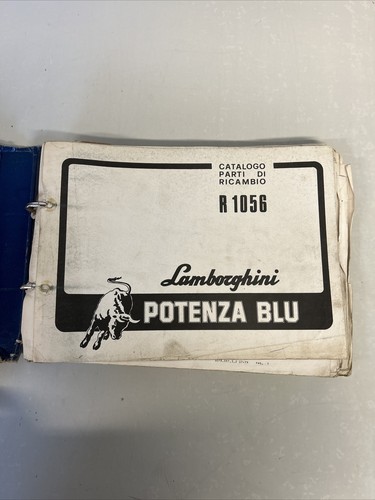 CATALOGO
PARTI DI
RICAMBIO
R 1056
Lamborghini
POTENZA BLU